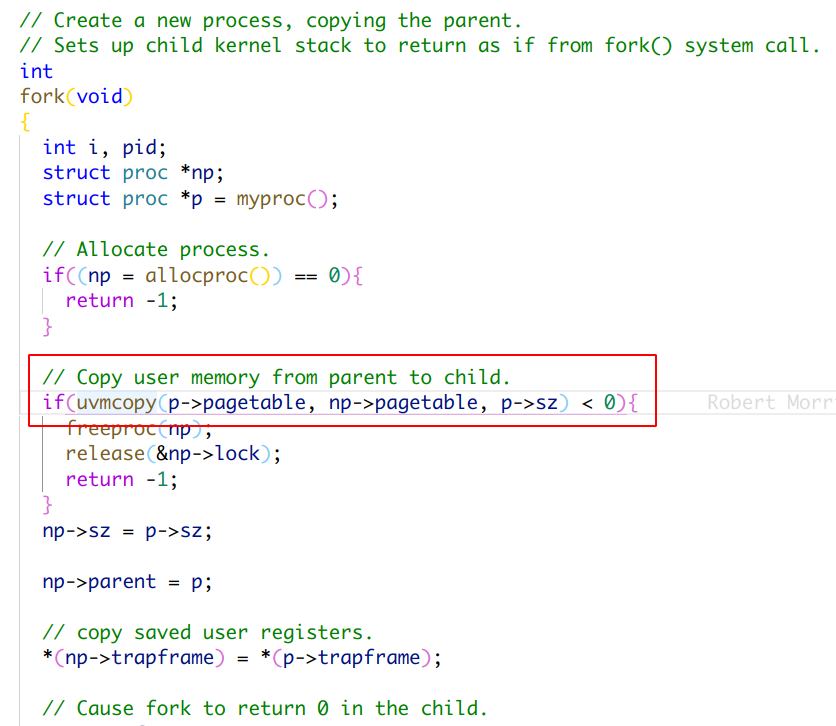 // Create a new process, copying the parent.
// Sets up child kernel stack to return as if from fork() system call.
int
fork(void)
{
  int i, pid;
  struct proc *np;
  struct proc *p = myproc();

  // Allocate process.
  if((np = allocproc()) == 0){
    return -1;
  }

  // Copy user memory from parent to child.
  if(uvmcopy(p->pagetable, np->pagetable, p->sz) < 0){ Robert Morr
    freeproc(np);
    release(&np->lock);
    return -1;
  }
  np->sz = p->sz;

  np->parent = p;

  // copy saved user registers.
  *(np->trapframe) = *(p->trapframe);

  // Cause fork to return 0 in the child.